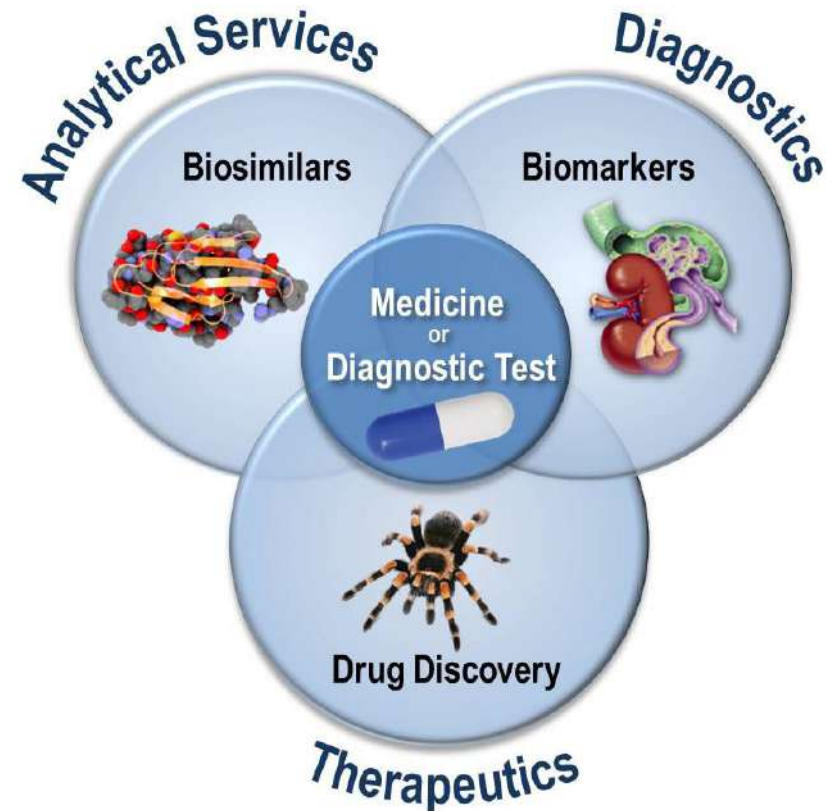 Analytical Services
Diagnostics
Biosimilars
Biomarkers
Medicine
or
Diagnostic Test
Drug Discovery
Therapeutics